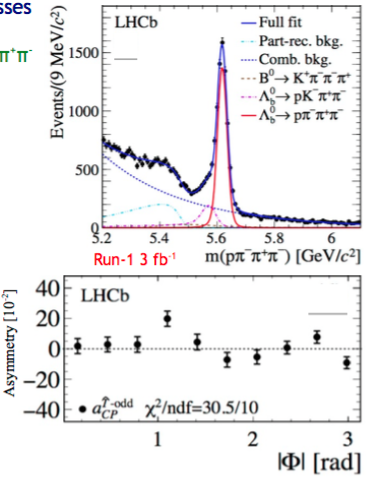 sses
π⁺π⁻
LHCb
Full fit
Part-rec. bkg.
Comb. bkg.
B⁰→ K⁺π⁻π⁻π⁺
Λ_b⁰→ pK⁻π⁺π⁻
Λ_b⁰→ pπ⁻π⁺π⁻
Events/(9 MeV/c²)
1500
1000
500
0
5.2 5.4 5.6 5.8 6
Run-1 3 fb⁻¹ m(pπ⁻π⁺π⁻) [GeV/c²]
LHCb
Asymmetry [10⁻²]
40
20
0
−20
−40
a_CP^T̂-odd χ²/ndf=30.5/10
1 2 3
|Φ| [rad]